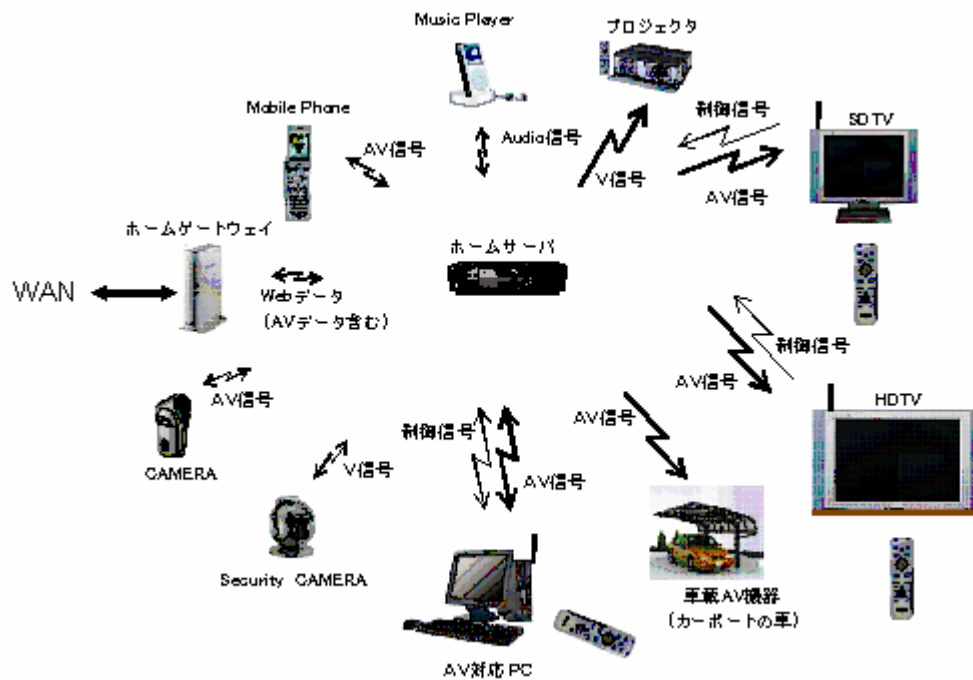 Music Player
プロジェクタ
制御信号
SDTV
Mobile Phone
AV信号
Audio信号
V信号
AV信号
ホームゲートウェイ
ホームサーバ
WAN
Webデータ
（AVデータ含む）
制御信号
AV信号
AV信号
HDTV
AV信号
制御信号
V信号
AV信号
CAMERA
Security CAMERA
車載AV機器
（カーポートの車）
AV対応PC